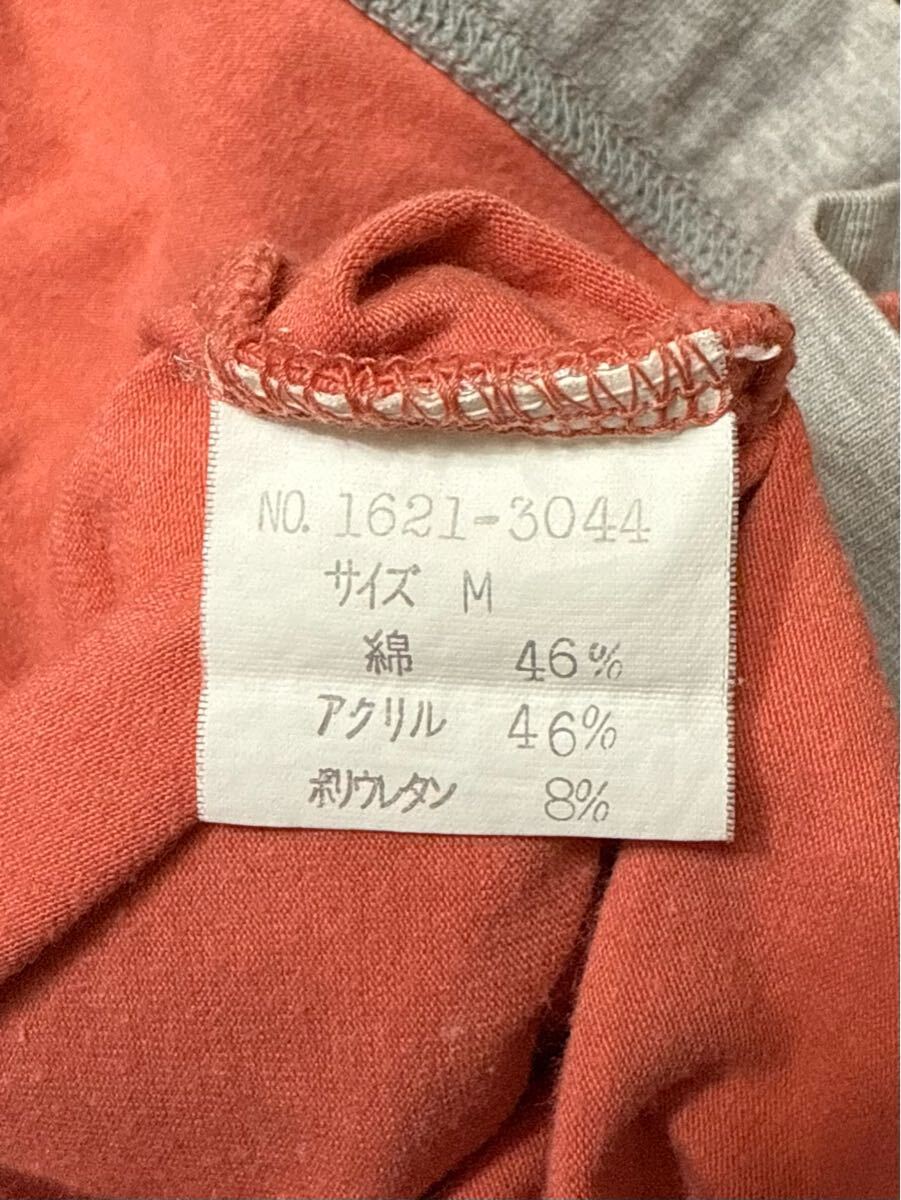 NO. 1621-3044
サイズ M
綿 46%
アクリル 46%
ポリウレタン 8%